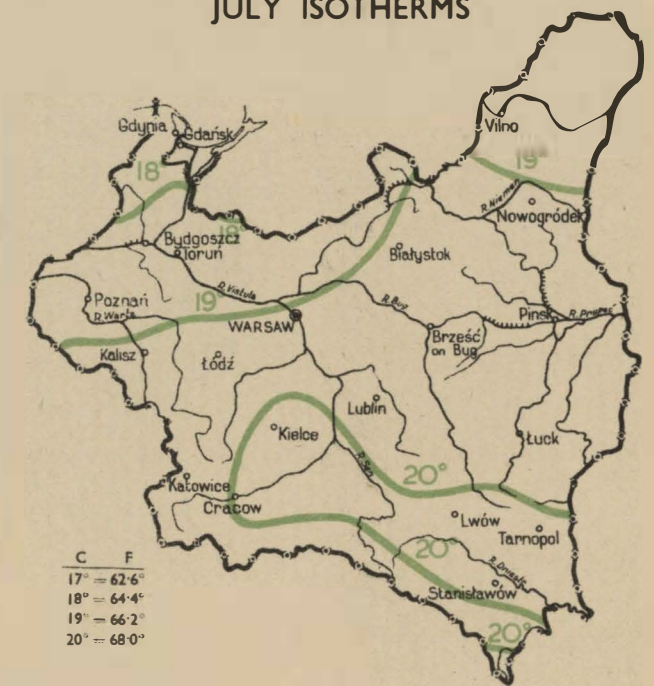 JULY ISOTHERMS
Gdynia
Gdańsk
Vilno
18°
19°
R. Niemen
Nowogródek
18°
Bydgoszcz
Toruń
Białystok
Poznań
R. Warta
19°
R. Vistula
R. Bug
WARSAW
Pinsk
R. Prypeć
Brześć
on Bug
Kalisz
Łódź
Lublin
Kielce
Łuck
R. San
20°
Katowice
Cracow
Lwów
Tarnopol
20°
R. Dniestr
Stanisławów
20°
C F
17° = 62·6°
18° = 64·4°
19° = 66·2°
20° = 68·0°